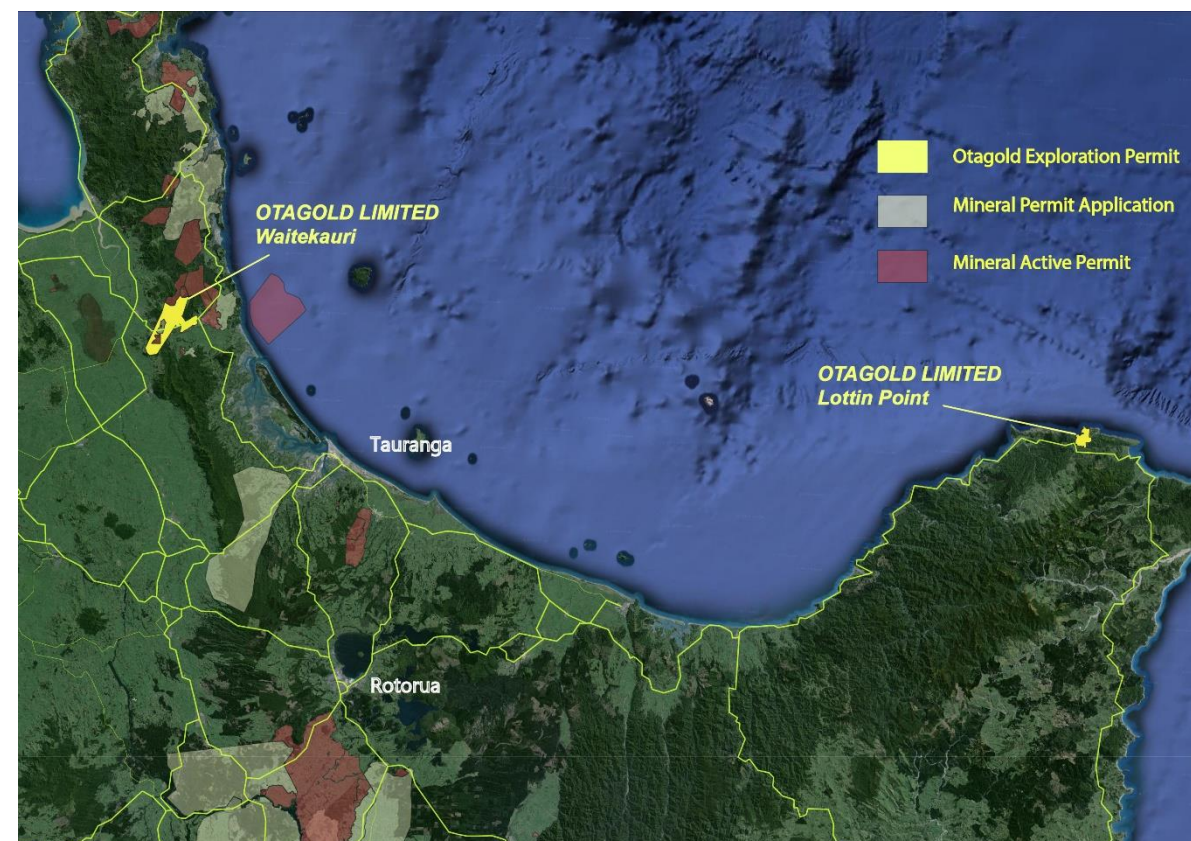 Otagold Exploration Permit
Mineral Permit Application
Mineral Active Permit
OTAGOLD LIMITED
Waitekauri
OTAGOLD LIMITED
Lottin Point
Tauranga
Rotorua